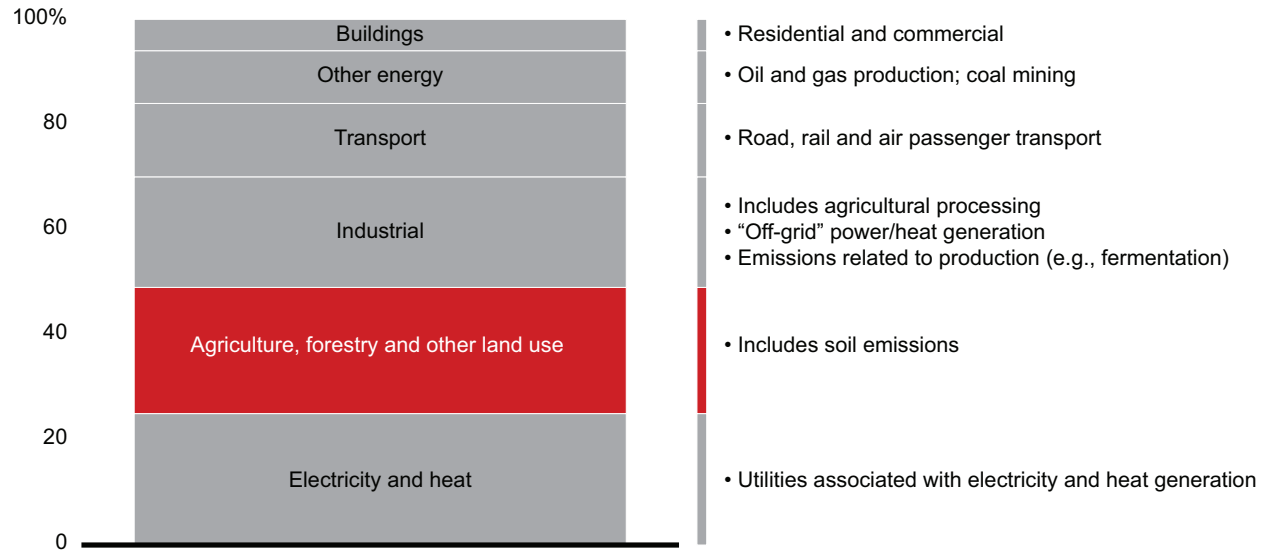 100%
Buildings
• Residential and commercial
Other energy
• Oil and gas production; coal mining
80
Transport
• Road, rail and air passenger transport
60
Industrial
• Includes agricultural processing
• “Off-grid” power/heat generation
• Emissions related to production (e.g., fermentation)
40
Agriculture, forestry and other land use
• Includes soil emissions
20
Electricity and heat
• Utilities associated with electricity and heat generation
0